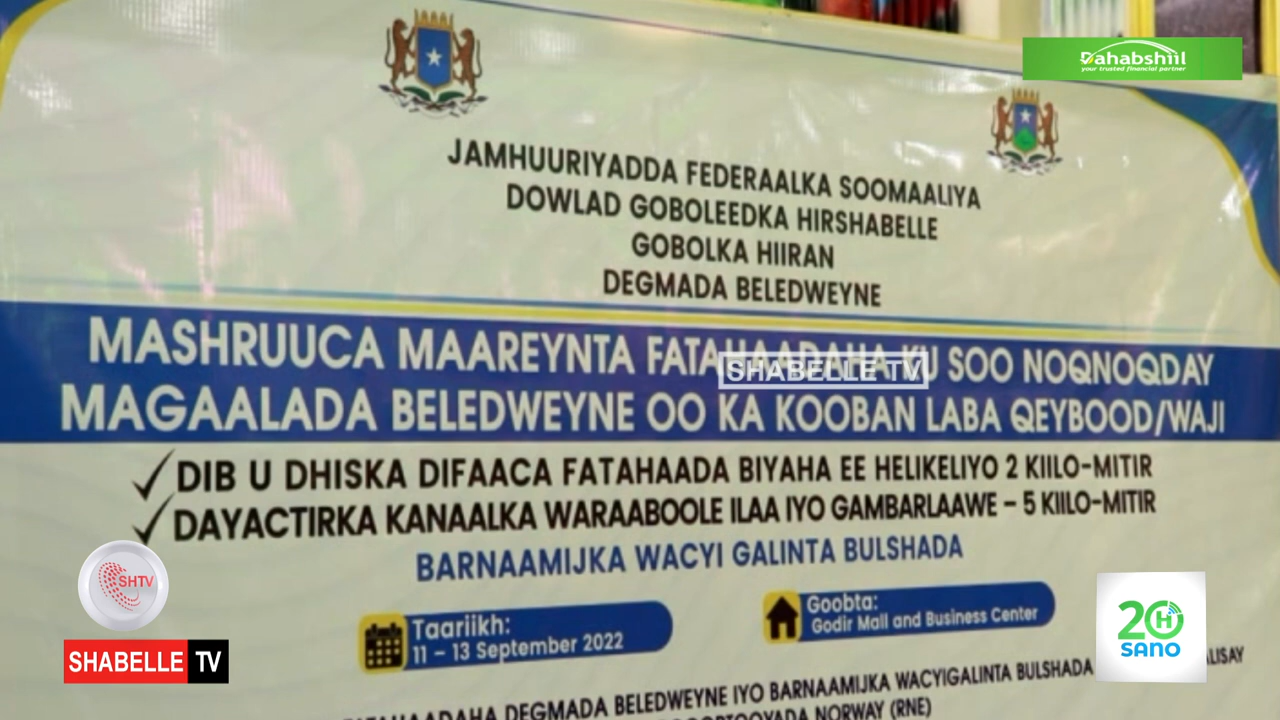 Dahabshiil
your trusted financial partner
JAMHUURIYADDA FEDERAALKA SOOMAALIYA
DOWLAD GOBOLEEDKA HIRSHABELLE
GOBOLKA HIIRAN
DEGMADA BELEDWEYNE
MASHRUUCA MAAREYNTA FATAHAADAHA KU SOO NOQNOQDAY
SHABELLE TV
MAGAALADA BELEDWEYNE OO KA KOOBAN LABA QEYBOOD/WAJI
DIB U DHISKA DIFAACA FATAHAADA BIYAHA EE HELIKELIYO 2 KIILO-MITIR
DAYACTIRKA KANAALKA WARAABOOLE ILAA IYO GAMBARLAAWE – 5 KIILO-MITIR
BARNAAMIJKA WACYI GALINTA BULSHADA
Taariikh:
11 – 13 September 2022
Goobta:
Godir Mall and Business Center
SHTV
SHABELLE TV
20
H
SANO
DEGMADA BELEDWEYNE IYO BARNAAMIJKA WACYIGALINTA BULSHADA
NORWAY (RNE)